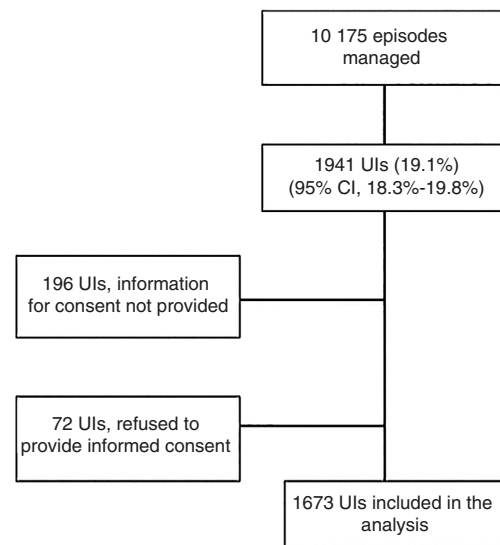 10 175 episodes
managed
1941 UIs (19.1%)
(95% CI, 18.3%-19.8%)
196 UIs, information
for consent not provided
72 UIs, refused to
provide informed consent
1673 UIs included in the
analysis